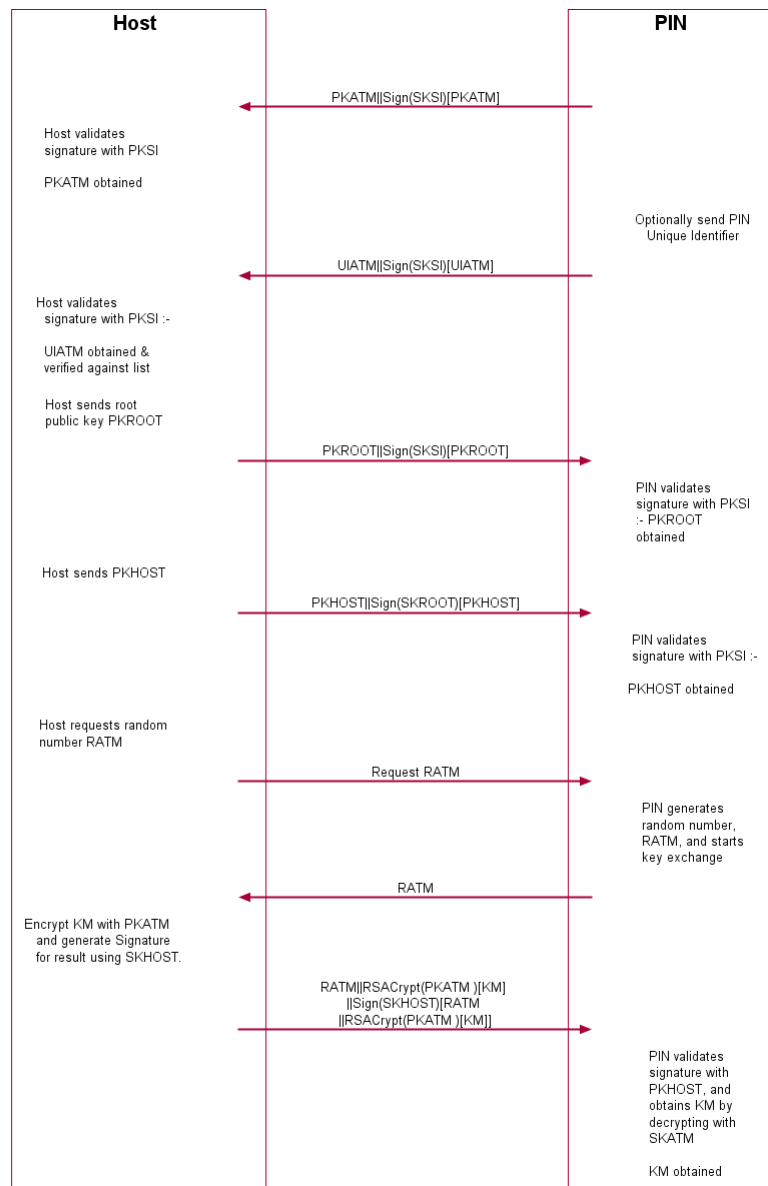 Host
PIN
PKATM||Sign(SKSI)[PKATM]
Host validates
signature with PKSI
PKATM obtained
Optionally send PIN
Unique Identifier
UIATM||Sign(SKSI)[UIATM]
Host validates
signature with PKSI :-
UIATM obtained &
verified against list
Host sends root
public key PKROOT
PKROOT||Sign(SKSI)[PKROOT]
PIN validates
signature with PKSI
:- PKROOT
obtained
Host sends PKHOST
PKHOST||Sign(SKROOT)[PKHOST]
PIN validates
signature with PKSI :-
PKHOST obtained
Host requests random
number RATM
Request RATM
PIN generates
random number,
RATM, and starts
key exchange
RATM
Encrypt KM with PKATM
and generate Signature
for result using SKHOST.
RATM||RSACrypt(PKATM )[KM]
||Sign(SKHOST)[RATM
||RSACrypt(PKATM )[KM]]
PIN validates
signature with
PKHOST, and
obtains KM by
decrypting with
SKATM
KM obtained